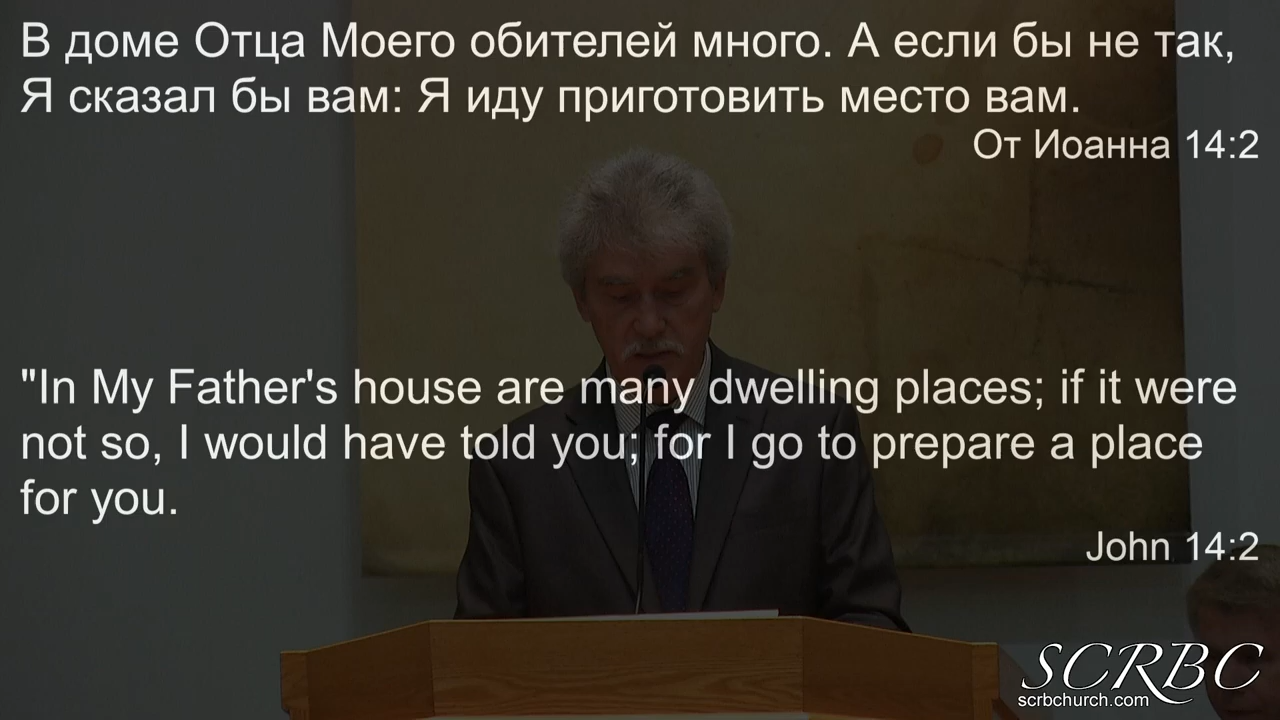 В доме Отца Моего обителей много. А если бы не так,
Я сказал бы вам: Я иду приготовить место вам.
От Иоанна 14:2
"In My Father's house are many dwelling places; if it were
not so, I would have told you; for I go to prepare a place
for you.
John 14:2
SCRBC
scrbchurch.com